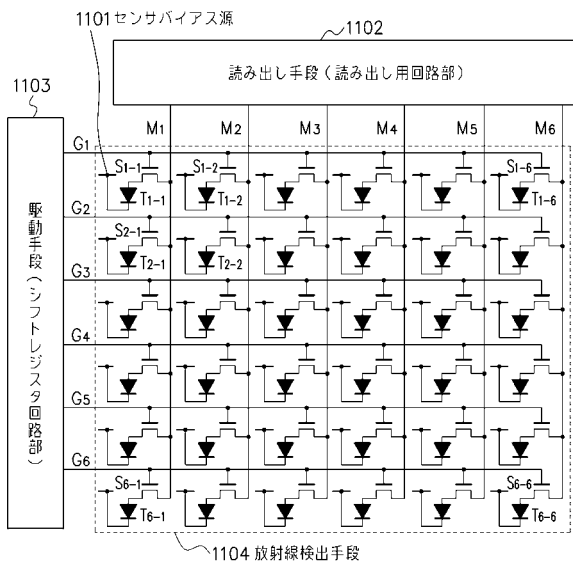 1101 センサバイアス源
1102
読み出し手段(読み出し用回路部)
1103
駆動手段(シフトレジスタ回路部)
M1 M2 M3 M4 M5 M6
G1
S1-1 S1-2 S1-6
T1-1 T1-2 T1-6
G2
S2-1
T2-1 T2-2
G3
G4
G5
G6
S6-1 S6-6
T6-1 T6-6
1104 放射線検出手段